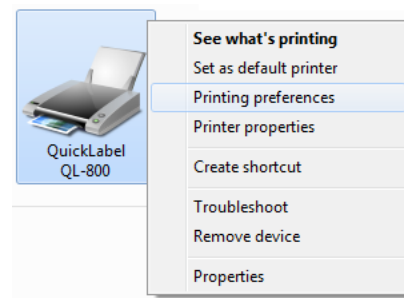 See what's printing
Set as default printer
Printing preferences
Printer properties
Create shortcut
Troubleshoot
Remove device
Properties
QuickLabel
QL-800